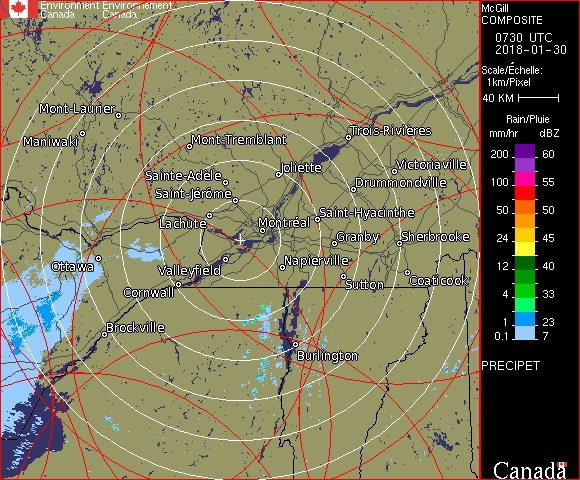 Environment Environnement
Canada Canada
McGill
COMPOSITE
0730 UTC
2018-01-30
Scale/Échelle:
1km/Pixel
40 KM
Rain/Pluie
mm/hr dBZ
200 60
150 57
100 55
50 50
24 45
12 40
4 33
1 23
0.1 7
PRECIPET
Canada
Mont-Laurier
Maniwaki
Mont-Tremblant
Trois-Rivières
Joliette
Victoriaville
Sainte-Adèle
Drummondville
Saint-Jérôme
Lachute
Montréal
Saint-Hyacinthe
Granby
Sherbrooke
Ottawa
Valleyfield
Napierville
Cornwall
Sutton
Coaticook
Brockville
Burlington